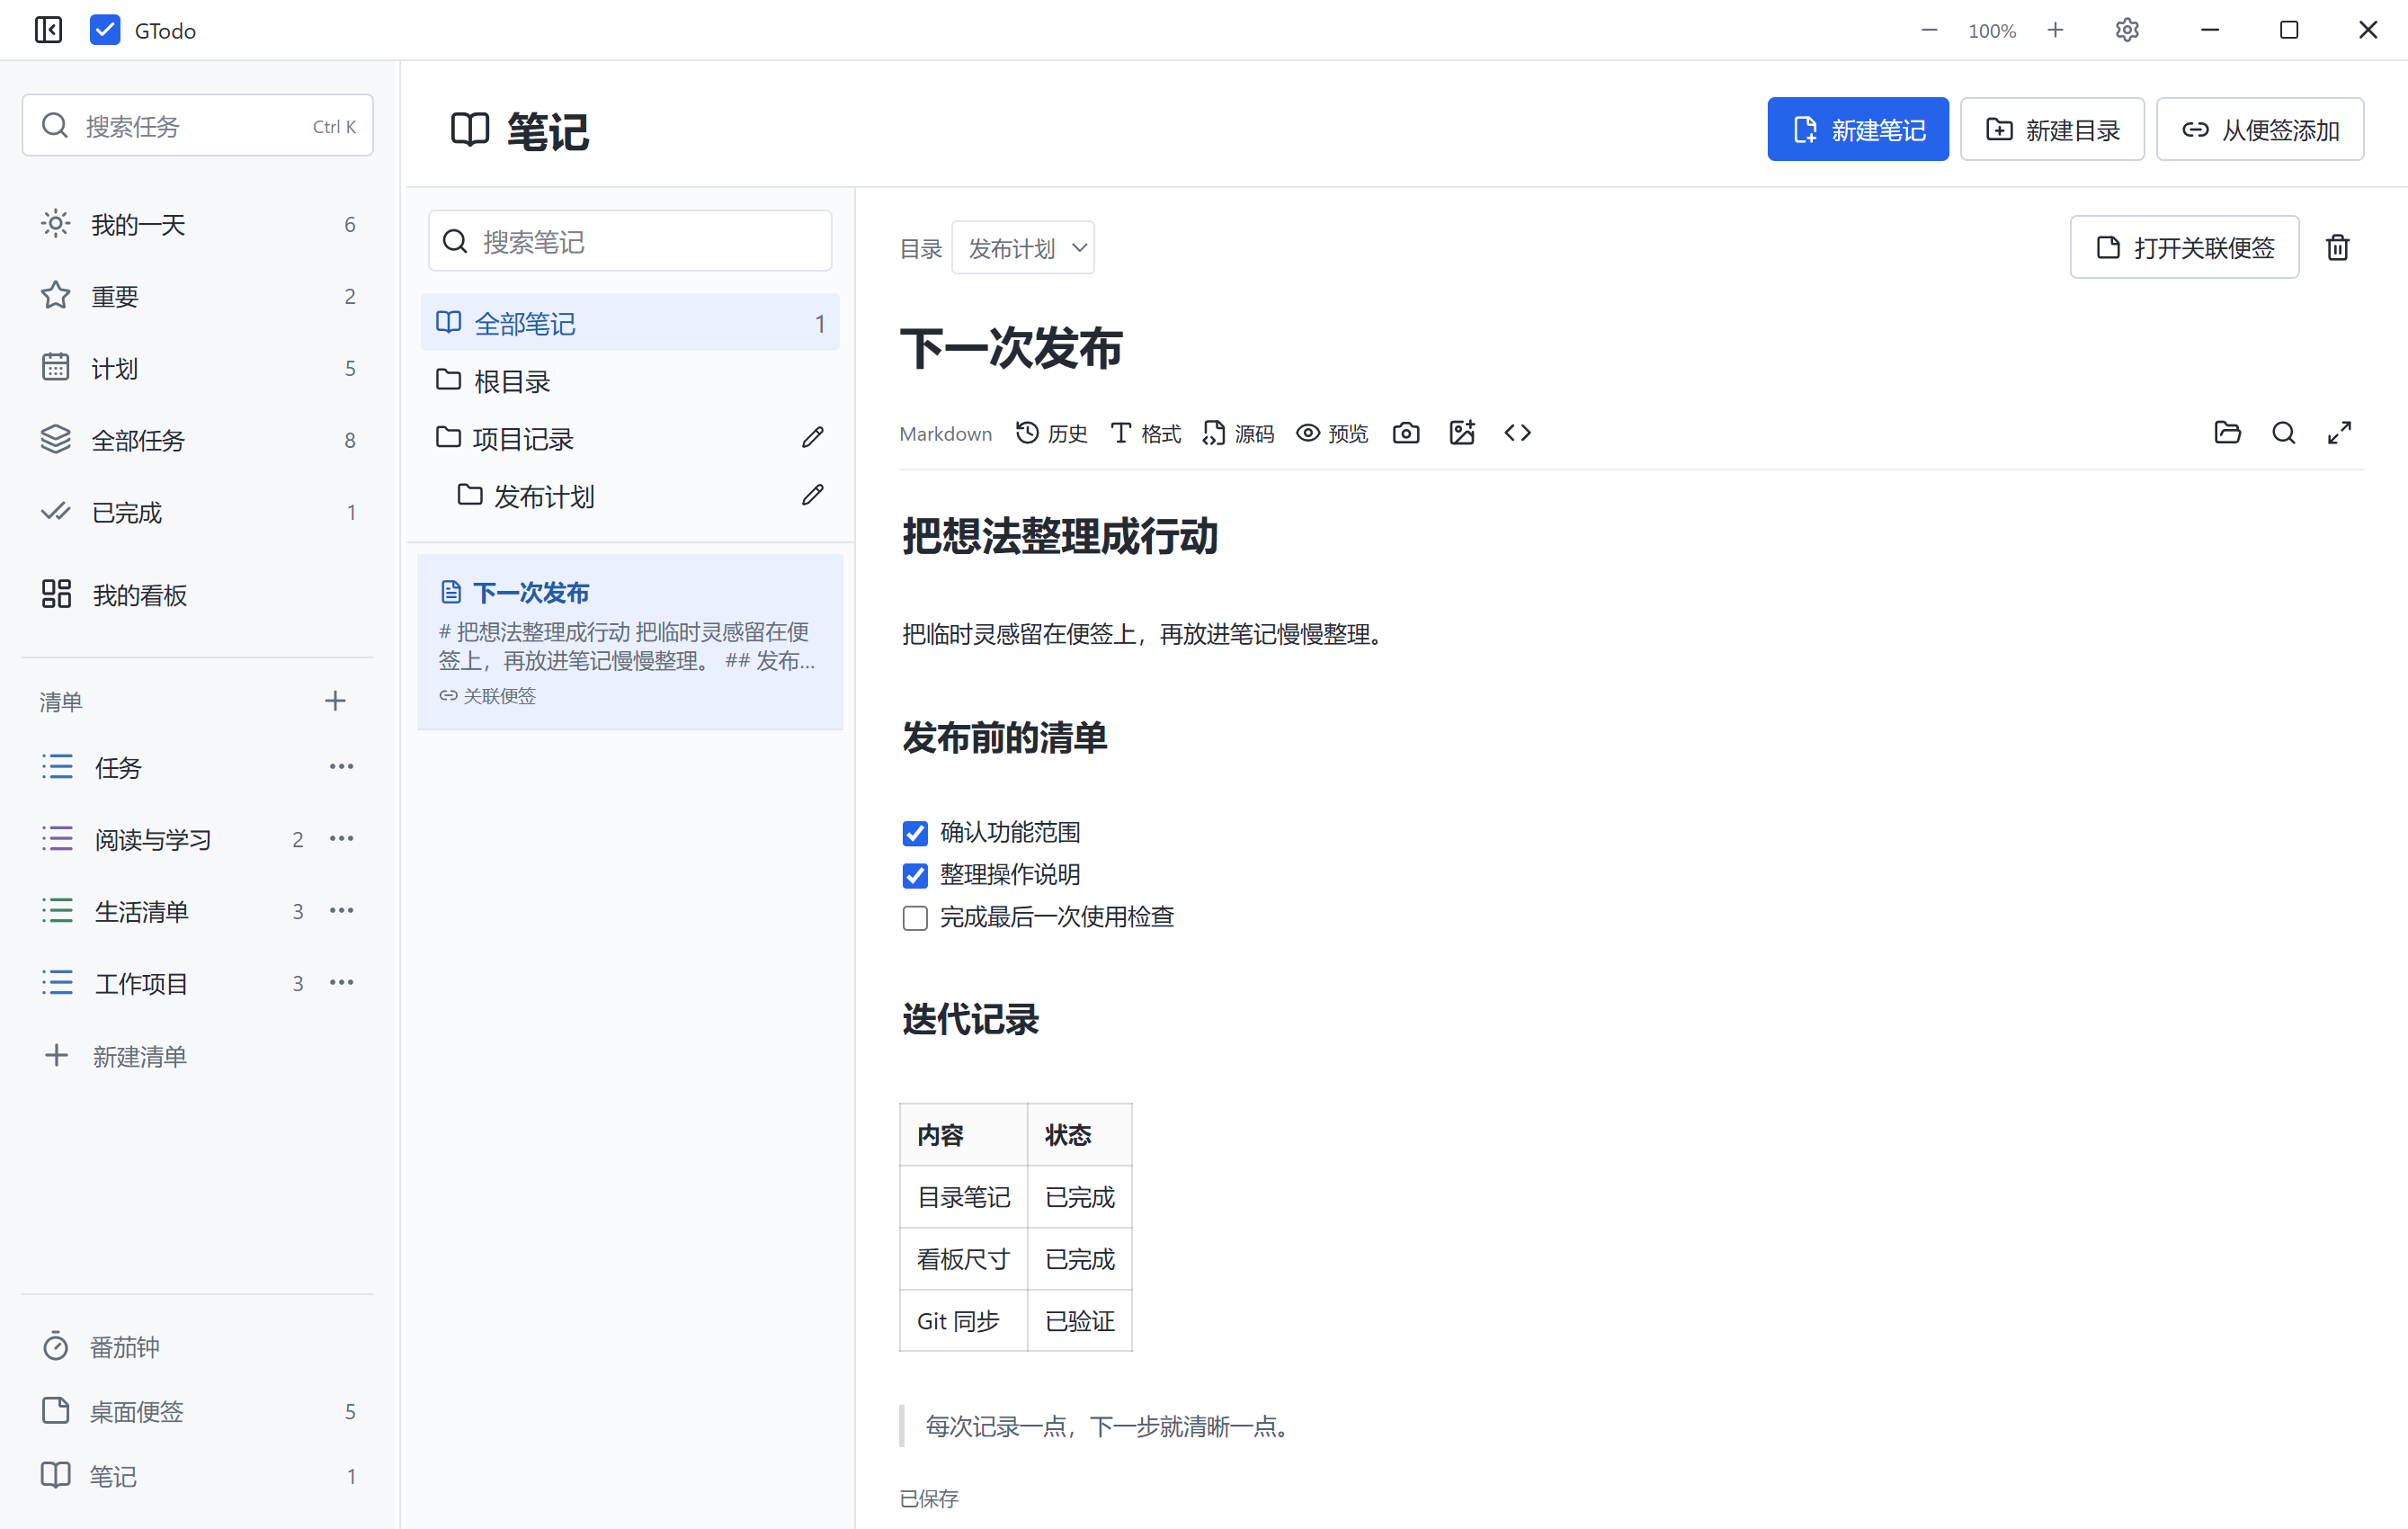 GTodo
100%
搜索任务 Ctrl K
我的一天 6
重要 2
计划 5
全部任务 8
已完成 1
我的看板
清单
任务
阅读与学习 2
生活清单 3
工作项目 3
新建清单
番茄钟
桌面便签 5
笔记 1
笔记
新建笔记
新建目录
从便签添加
搜索笔记
全部笔记 1
根目录
项目记录
发布计划
下一次发布
# 把想法整理成行动 把临时灵感留在便
签上，再放进笔记慢慢整理。 ## 发布...
关联便签
目录 发布计划
打开关联便签
下一次发布
Markdown 历史 格式 源码 预览
把想法整理成行动
把临时灵感留在便签上，再放进笔记慢慢整理。
发布前的清单
确认功能范围
整理操作说明
完成最后一次使用检查
迭代记录
内容 状态
目录笔记 已完成
看板尺寸 已完成
Git 同步 已验证
每次记录一点，下一步就清晰一点。
已保存